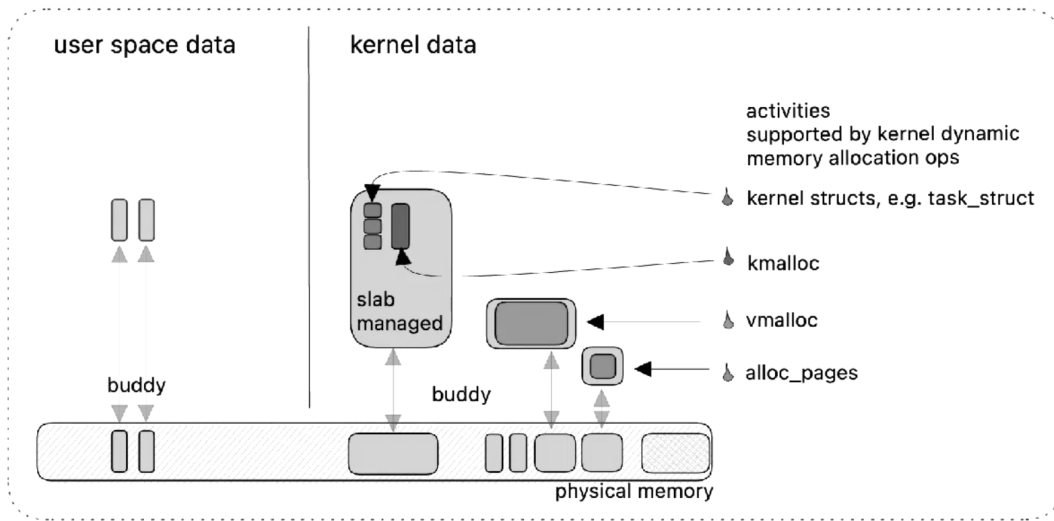 user space data
kernel data
activities
supported by kernel dynamic
memory allocation ops
kernel structs, e.g. task_struct
kmalloc
slab
managed
vmalloc
alloc_pages
buddy
buddy
physical memory